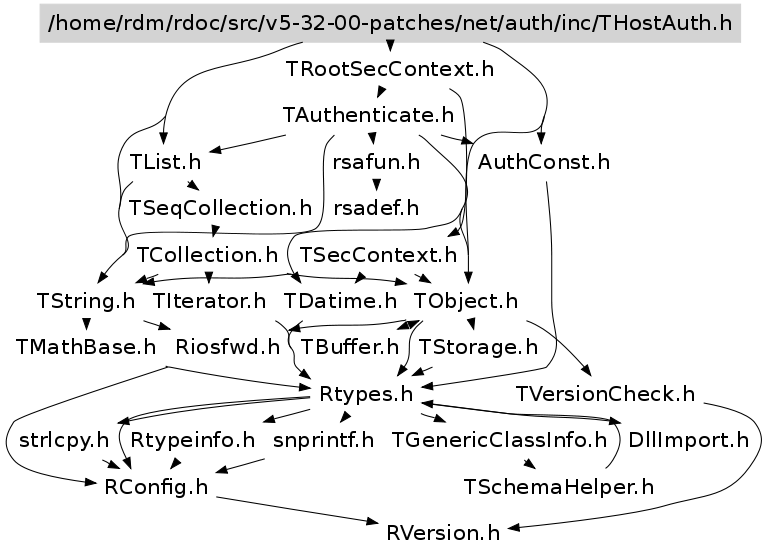 /home/rdm/rdoc/src/v5-32-00-patches/net/auth/inc/THostAuth.h
TRootSecContext.h
TAuthenticate.h
TList.h
rsafun.h
AuthConst.h
TSeqCollection.h
rsadef.h
TCollection.h
TSecContext.h
TString.h
TIterator.h
TDatime.h
TObject.h
TMathBase.h
Riosfwd.h
TBuffer.h
TStorage.h
Rtypes.h
TVersionCheck.h
strlcpy.h
Rtypeinfo.h
snprintf.h
TGenericClassInfo.h
DllImport.h
RConfig.h
TSchemaHelper.h
RVersion.h